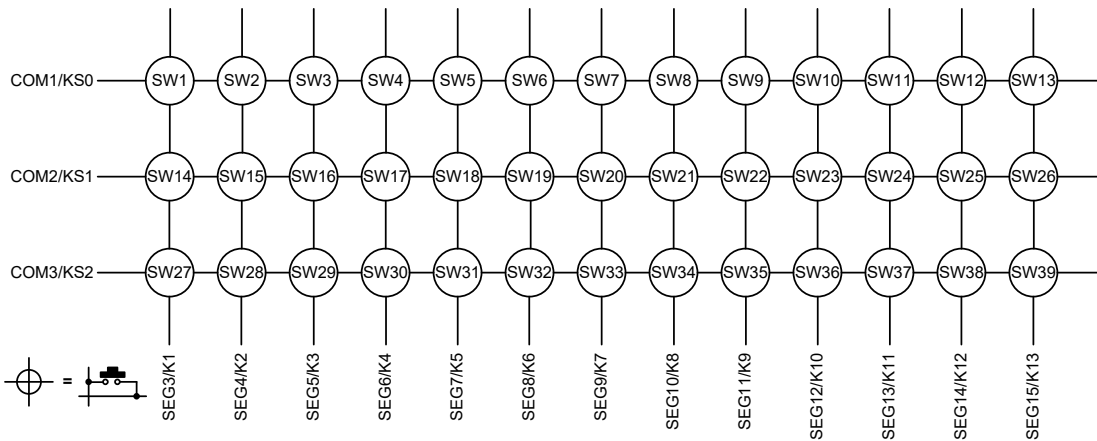 COM1/KS0 SW1 SW2 SW3 SW4 SW5 SW6 SW7 SW8 SW9 SW10 SW11 SW12 SW13
COM2/KS1 SW14 SW15 SW16 SW17 SW18 SW19 SW20 SW21 SW22 SW23 SW24 SW25 SW26
COM3/KS2 SW27 SW28 SW29 SW30 SW31 SW32 SW33 SW34 SW35 SW36 SW37 SW38 SW39
=
SEG3/K1
SEG4/K2
SEG5/K3
SEG6/K4
SEG7/K5
SEG8/K6
SEG9/K7
SEG10/K8
SEG11/K9
SEG12/K10
SEG13/K11
SEG14/K12
SEG15/K13